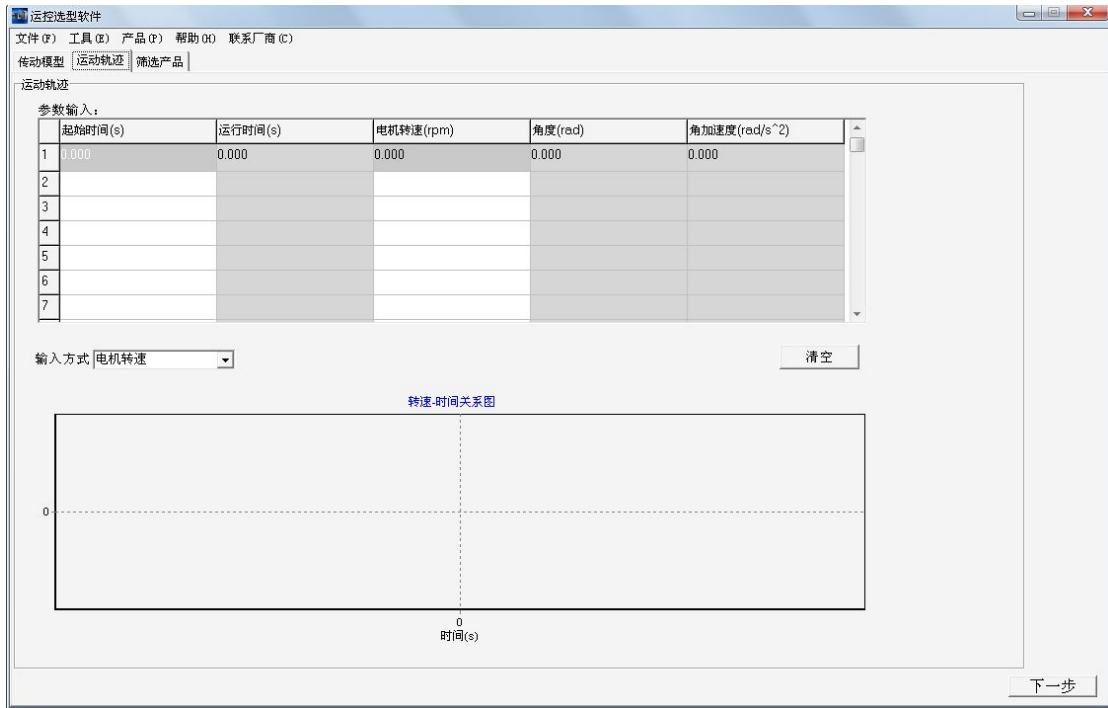 运控选型软件
文件(F) 工具(E) 产品(P) 帮助(H) 联系厂商(C)
传动模型 运动轨迹 筛选产品
运动轨迹
参数输入：
起始时间(s) 运行时间(s) 电机转速(rpm) 角度(rad) 角加速度(rad/s^2)
1 0.000 0.000 0.000 0.000 0.000
2
3
4
5
6
7
输入方式 电机转速 清空
转速-时间关系图
0
0
时间(s)
下一步